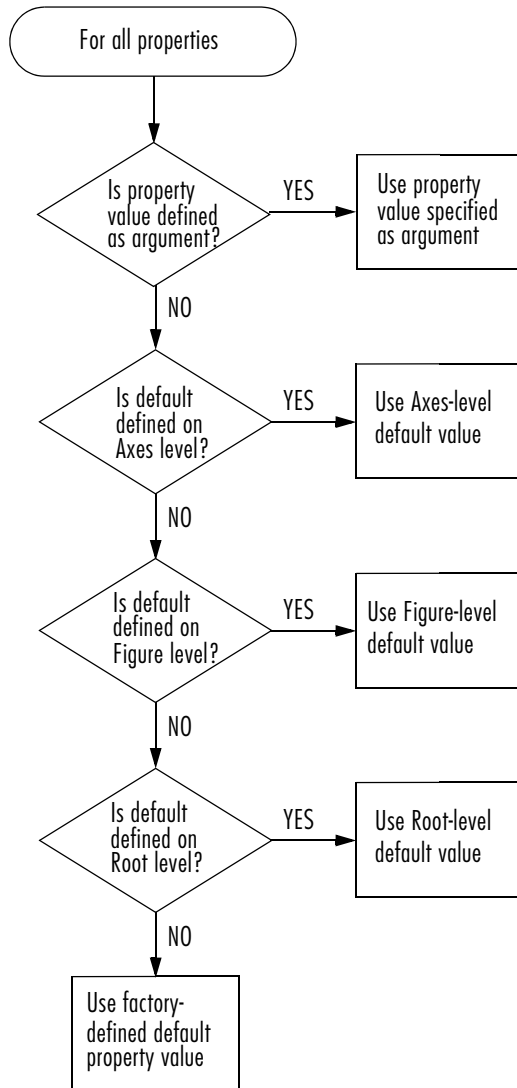 For all properties
Is property
value defined
as argument?
YES
Use property
value specified
as argument
NO
Is default
defined on
Axes level?
YES
Use Axes-level
default value
NO
Is default
defined on
Figure level?
YES
Use Figure-level
default value
NO
Is default
defined on
Root level?
YES
Use Root-level
default value
NO
Use factory-
defined default
property value